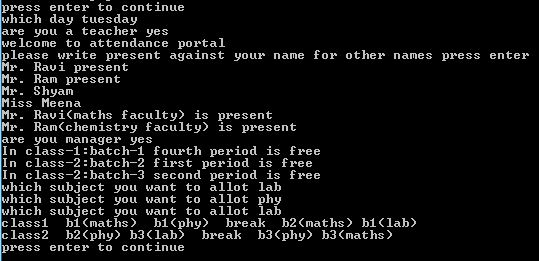 press enter to continue
which day tuesday
are you a teacher yes
welcome to attendance portal
please write present against your name for other names press enter
Mr. Ravi present
Mr. Ram present
Mr. Shyam
Miss Meena
Mr. Ravi(maths faculty) is present
Mr. Ram(chemistry faculty) is present
are you manager yes
In class-1:batch-1 fourth period is free
In class-2:batch-2 first period is free
In class-2:batch-3 second period is free
which subject you want to allot lab
which subject you want to allot phy
which subject you want to allot lab
class1  b1(maths)  b1(phy)  break  b2(maths) b1(lab)
class2  b2(phy) b3(lab)  break  b3(phy) b3(maths)
press enter to continue